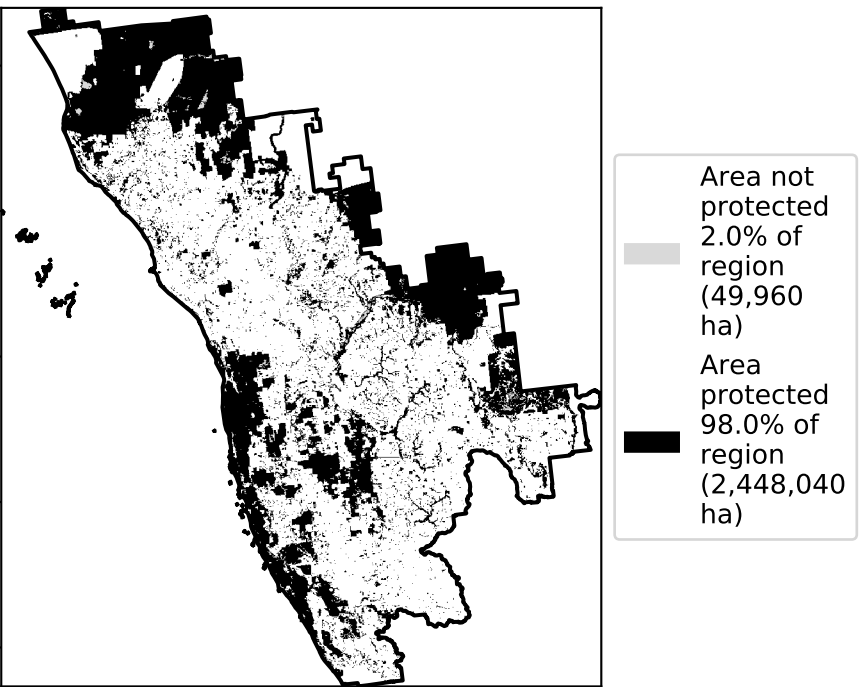 Area not
protected
2.0% of
region
(49,960
ha)
Area
protected
98.0% of
region
(2,448,040
ha)